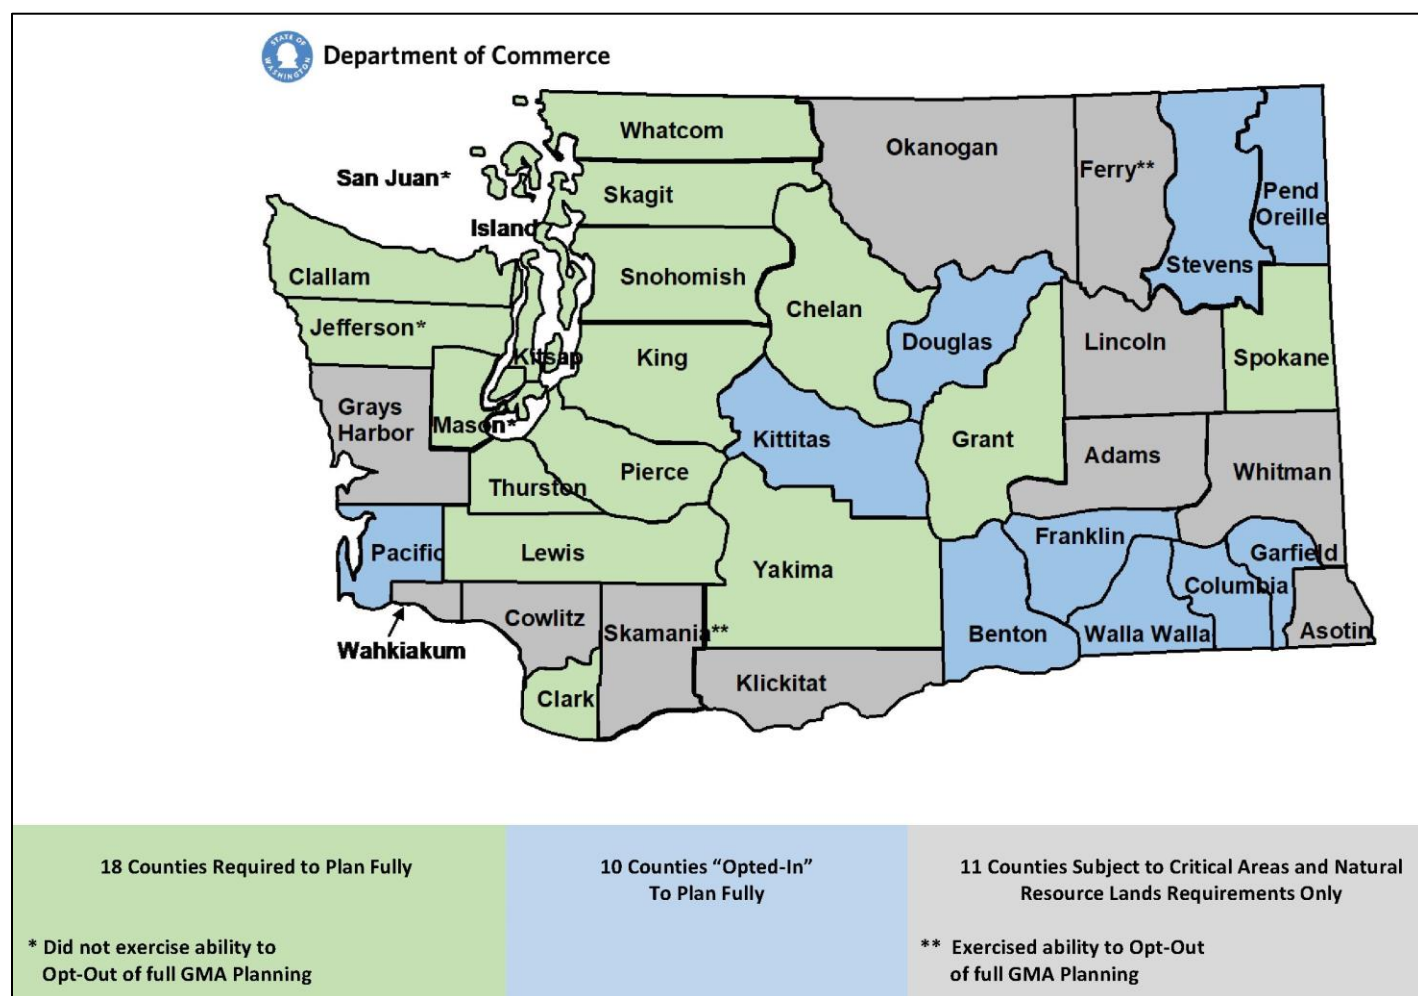 STATE OF WASHINGTON
Department of Commerce
Whatcom
Okanogan
Ferry**
San Juan*
Skagit
Pend
Oreille
Island
Stevens
Clallam
Snohomish
Chelan
Jefferson*
Douglas
Lincoln
Kitsap
King
Spokane
Grays
Harbor
Mason*
Kittitas
Grant
Adams
Whitman
Pierce
Thurston
Franklin
Pacific
Lewis
Garfield
Yakima
Columbia
Cowlitz
Skamania**
Benton
Walla Walla
Asotin
Wahkiakum
Klickitat
Clark
18 Counties Required to Plan Fully
* Did not exercise ability to
Opt-Out of full GMA Planning
10 Counties “Opted-In”
To Plan Fully
11 Counties Subject to Critical Areas and Natural
Resource Lands Requirements Only
** Exercised ability to Opt-Out
of full GMA Planning